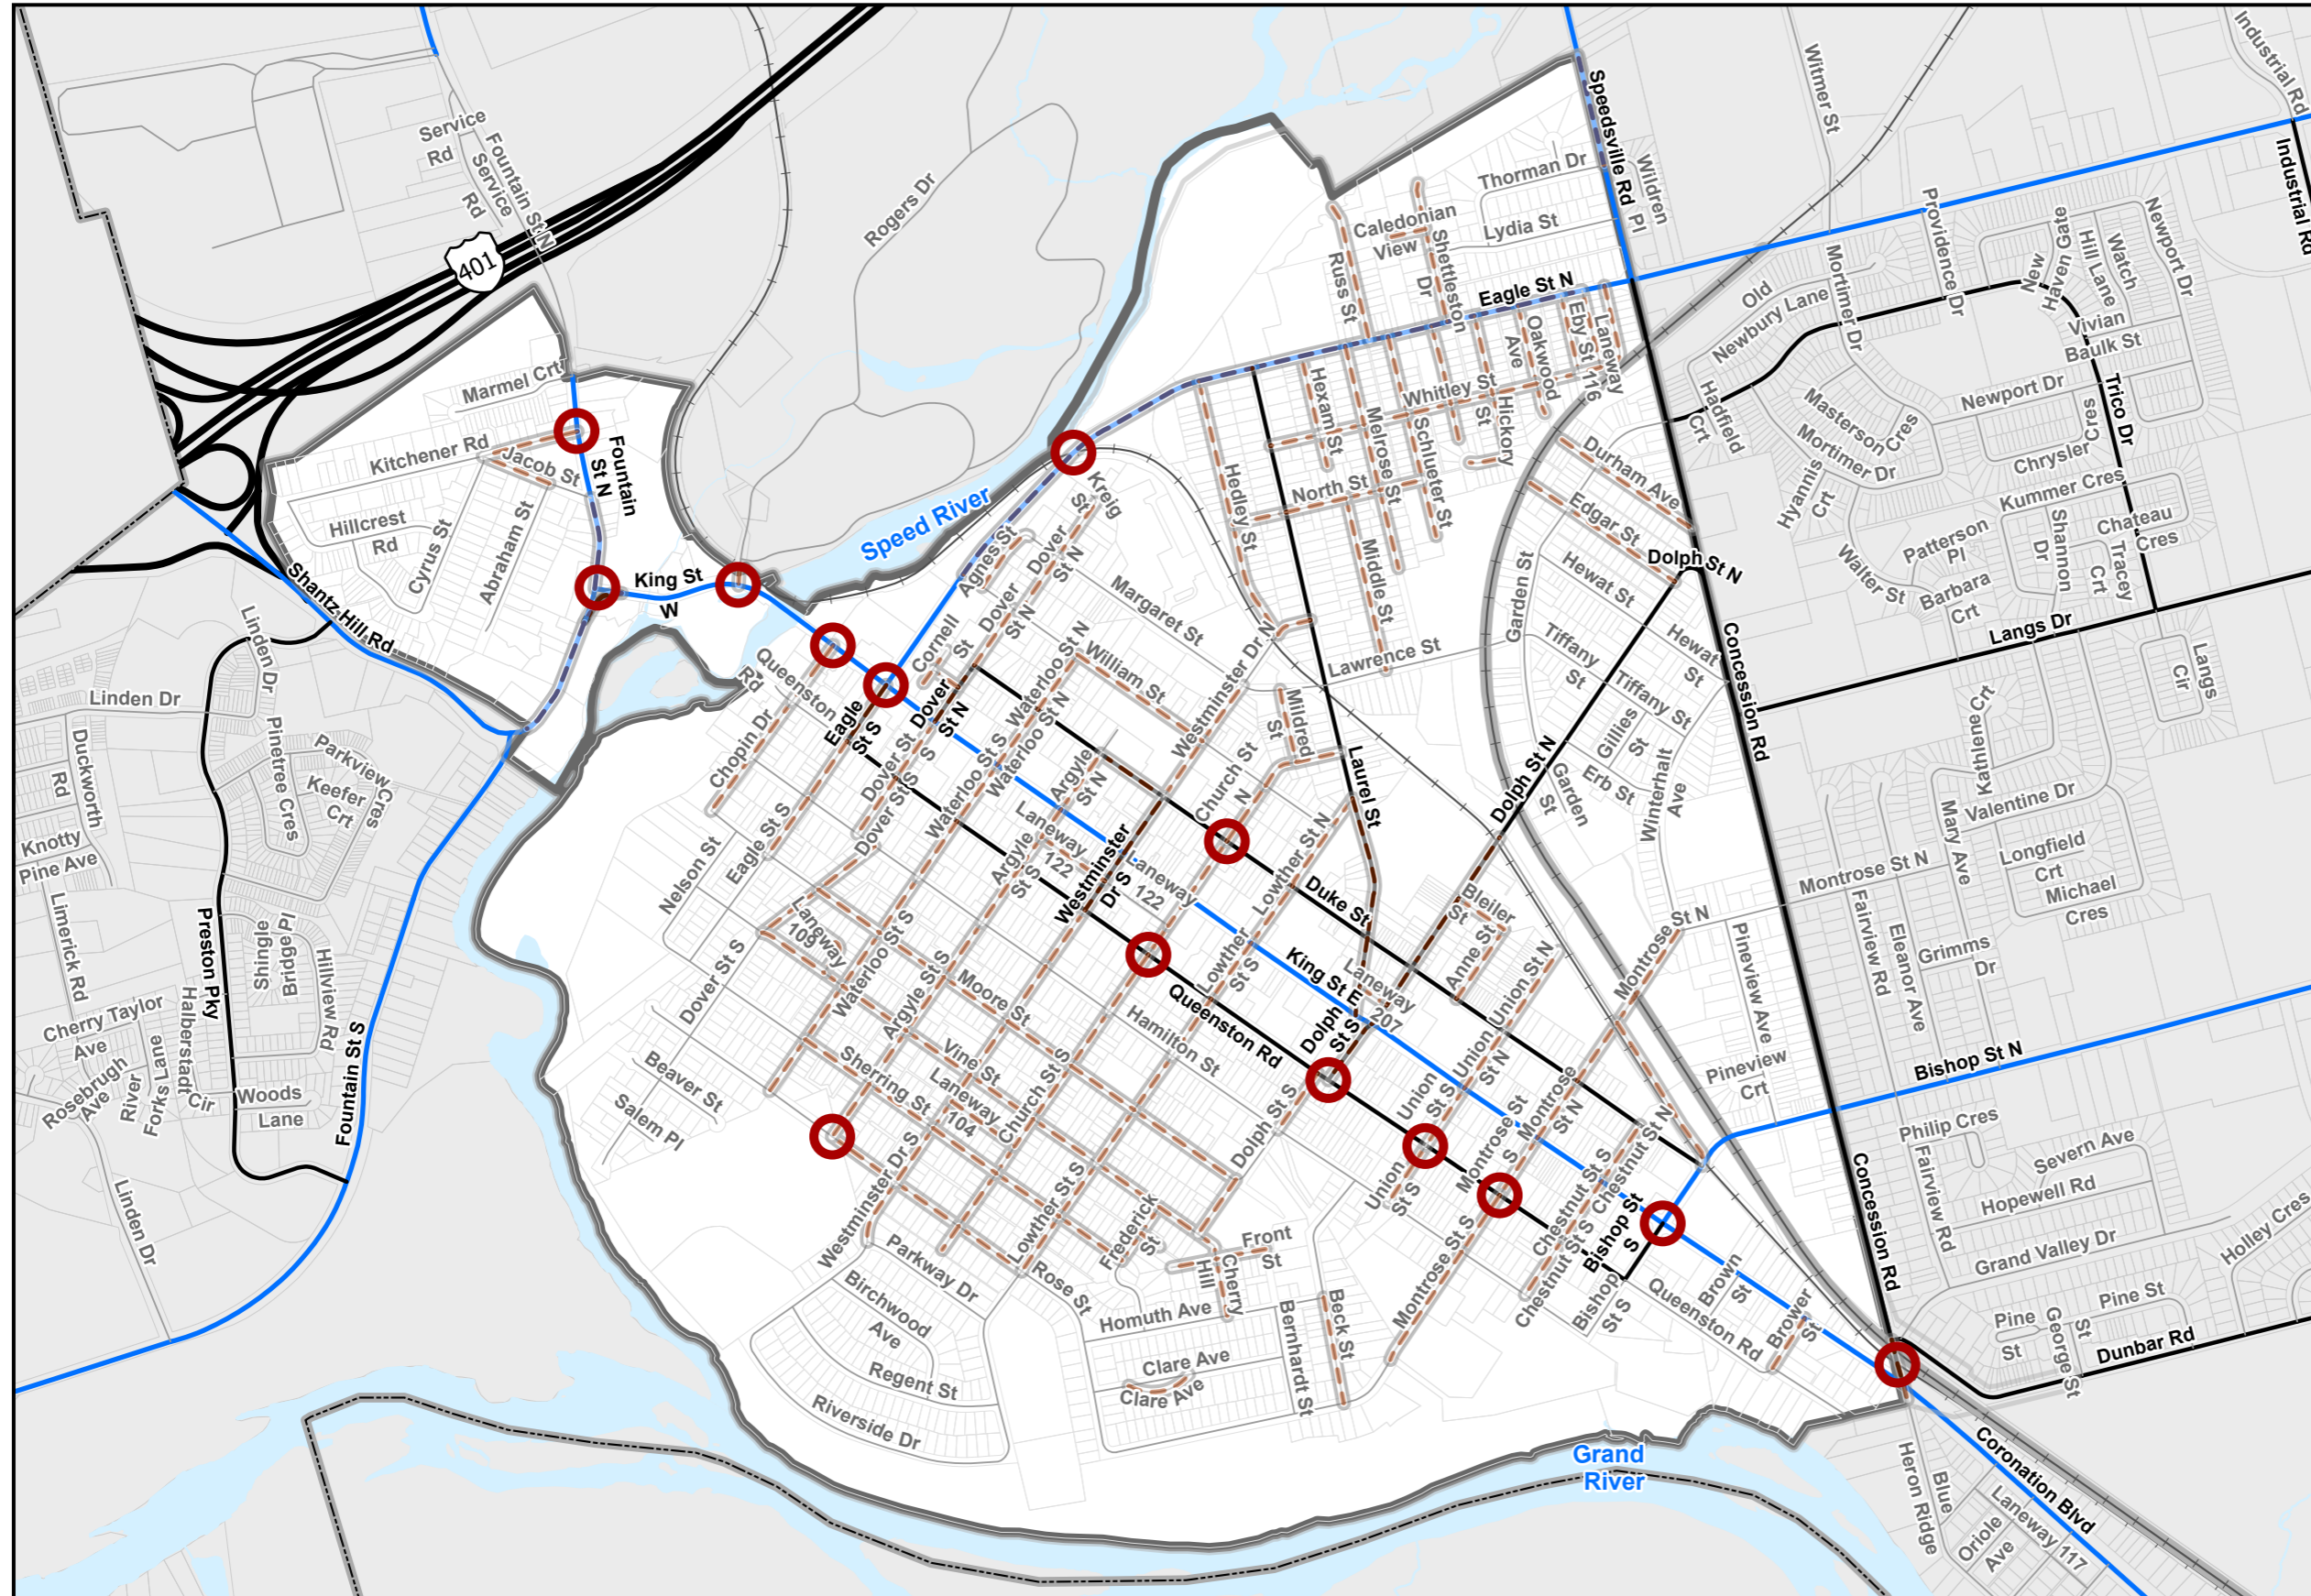 Service
Rd
Fountain St N
Service
Rd
401
Rogers Dr
Speedsville Rd
Wildren
Pl
Witmer St
Industrial Rd
Industrial Rd
Thorman Dr
Lydia St
Caledonian
View
Shettleston
Dr
Russ St
Eagle St N
Providence Dr
New
Haven Gate
Hill Lane
Watch
Newport Dr
Vivian
Baulk St
Mortimer Dr
Old
Newbury Lane
Marmel Crt
Kitchener Rd
Jacob St
Fountain
St N
Hillcrest
Rd
Cyrus St
Abraham St
King St
W
Speed River
Kreig
St
Agnes St
Dover
St N
Dover
St N
Cornell
St
Margaret St
Hedley St
Hexam St
Whitley St
Melrose St
Schlueter St
St
Hickory
Oakwood
Ave
Eby St
Laneway
116
North St
Middle St
Lawrence St
Durham Ave
Edgar St
Dolph St N
Hewat St
Hewat
St
Garden St
Tiffany
St
Tiffany St
Gillies
St
Erb St
Garden
St
Winterhalt
Ave
Dolph St N
Concession Rd
Langs Dr
Langs
Cir
Hadfield
Crt
Masterson
Cres
Mortimer Dr
Newport Dr
Trico Dr
Chrysler
Cres
Kummer Cres
Hyannis
Crt
Patterson
Pl
Shannon
Dr
Chateau
Cres
Tracey
Crt
Walter St
Barbara
Crt
Shantz Hill Rd
Linden Dr
Linden Dr
Duckworth
Rd
Pinetree Cres
Parkview
Cres
Keefer
Crt
Knotty
Pine Ave
Limerick Rd
Preston Pky
Shingle
Bridge Pl
Hillview Rd
Cherry Taylor
Ave
Rosebrugh
Ave
River
Forks Lane
Halberstadt
Cir
Woods
Lane
Fountain St S
Linden Dr
Queenston
Rd
Chopin Dr
Eagle
St S
Dover
St N
Dover St
S
Dover St S
Nelson St
Eagle St S
Waterloo St N
Waterloo St N
Waterloo St S
William St
Westminster Dr N
Mildred
St
Argyle
St N
Church St
N
Laurel St
Laneway
122
Argyle
St S
Westminster
Dr S
Laneway
122
Lowther St N
Duke St
Bleiler
St
Anne St
Laneway
207
King St E
Lowther
St S
Queenston Rd
Dolph
St S
Laneway
109
Dover St S
Waterloo St S
Argyle St S
Moore St
Hamilton St
Beaver St
Salem Pl
Sherring St
Vine St
Laneway
104
Church St S
Dolph St S
Westminster Dr S
Lowther St S
Union St N
Union
St N
Union
St S
Union
St S
Montrose
St N
Montrose
St N
Montrose St
S
Montrose St S
Chestnut St N
Chestnut St S
Chestnut St S
Bishop St
S
Bishop
St S
Brown
St
Brower
St
Queenston Rd
Pineview Ave
Pineview
Crt
Kathlene Crt
Valentine Dr
Mary Ave
Longfield
Crt
Michael
Cres
Montrose St N
Fairview Rd
Eleanor Ave
Grimms
Dr
Bishop St N
Philip Cres
Severn Ave
Hopewell Rd
Fairview Rd
Grand Valley Dr
Holley Cres
Concession Rd
Pine
St
George St
St
Pine St
Dunbar Rd
Frederick
St
Front
St
Hill
Cherry
Rose St
Parkway Dr
Birchwood
Ave
Regent St
Riverside Dr
Homuth Ave
Clare Ave
Clare Ave
Bernhardt St
Beck St
Grand
River
Heron Ridge
Blue
Oriole
Ave
Laneway 117
Coronation Blvd